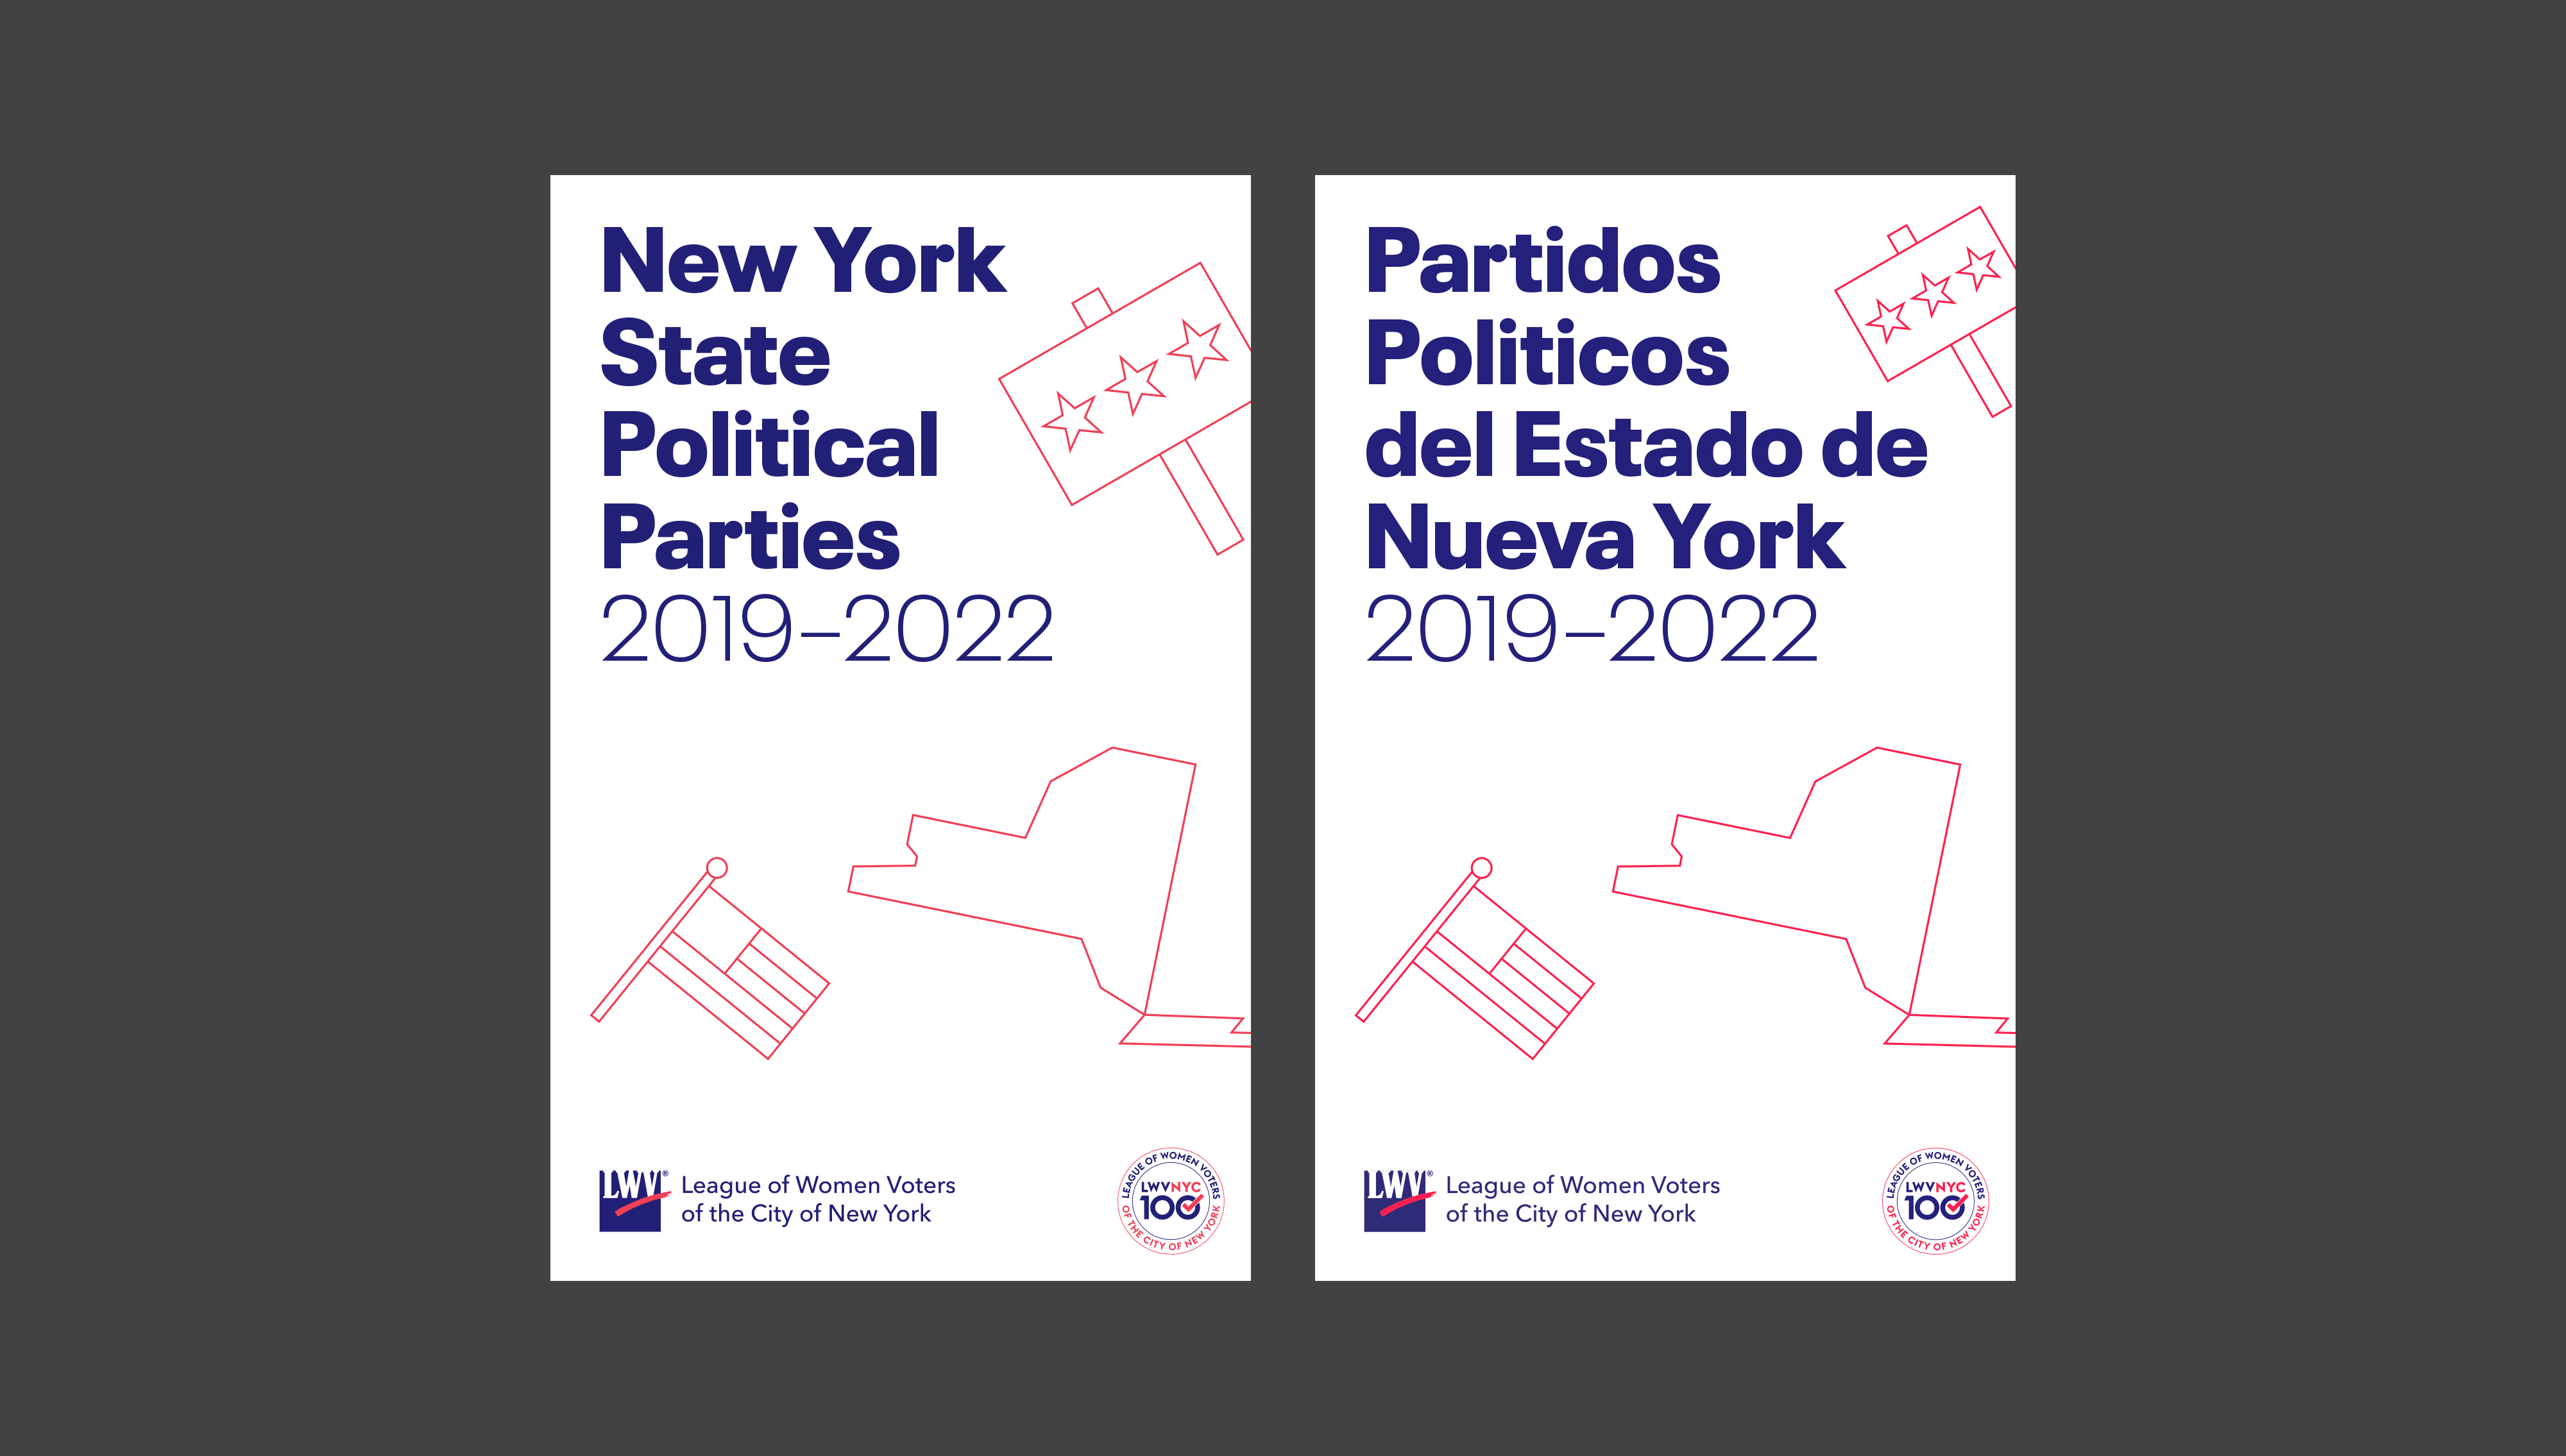 New York
State
Political
Parties
2019–2022
LWV®
League of Women Voters
of the City of New York
LEAGUE OF WOMEN VOTERS
OF THE CITY OF NEW YORK
LWVNYC
100
Partidos
Politicos
del Estado de
Nueva York
2019–2022
LWV®
League of Women Voters
of the City of New York
LEAGUE OF WOMEN VOTERS
OF THE CITY OF NEW YORK
LWVNYC
100